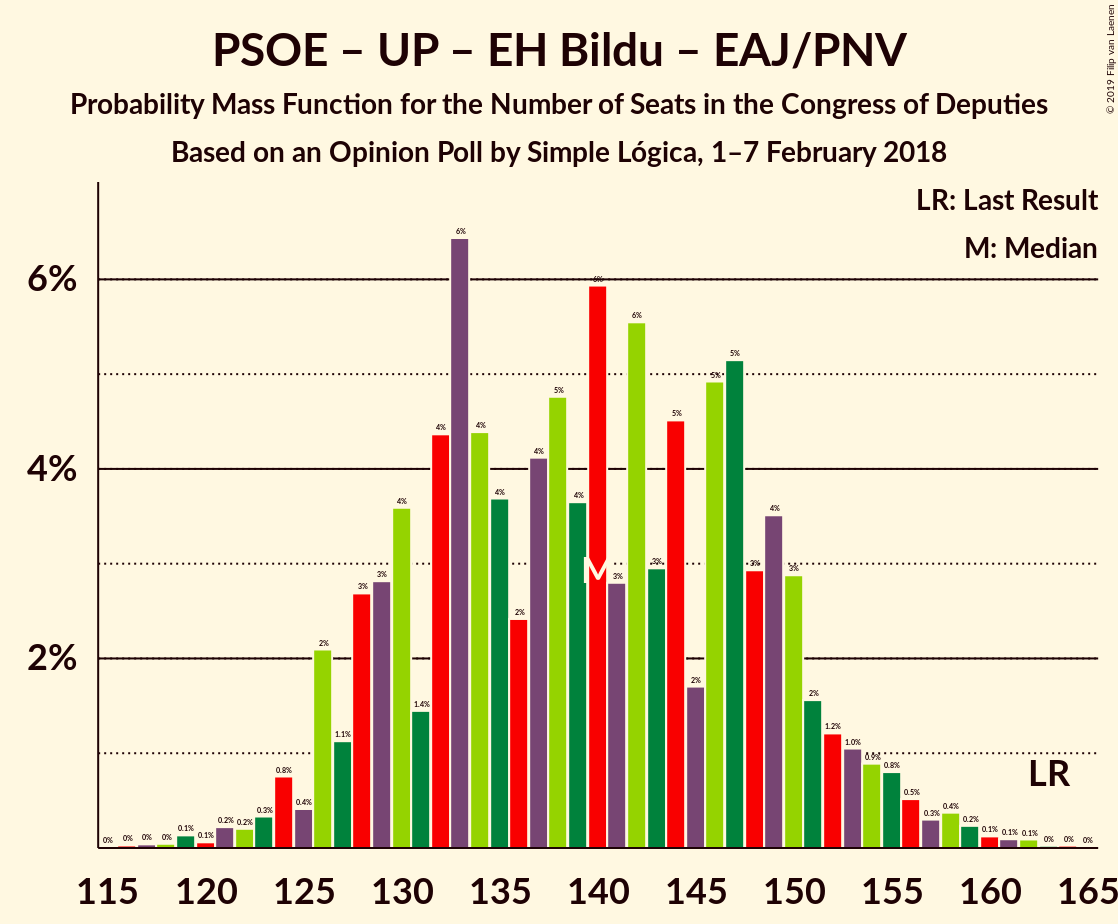 PSOE – UP – EH Bildu – EAJ/PNV
Probability Mass Function for the Number of Seats in the Congress of Deputies
Based on an Opinion Poll by Simple Lógica, 1–7 February 2018
© 2019 Filip van Laenen
LR: Last Result
M: Median
6%
4%
2%
0% 0% 0% 0% 0.1% 0.1% 0.2% 0.2% 0.3% 0.8% 0.4% 2% 1.1% 3% 3% 4% 1.4% 4% 6% 4% 4% 2% 4% 5% 4% 6% 3% 6% 3% 5% 2% 5% 5% 3% 4% 3% 2% 1.2% 1.0% 0.9% 0.8% 0.5% 0.3% 0.4% 0.2% 0.1% 0.1% 0.1% 0% 0% 0%
M
LR
115 120 125 130 135 140 145 150 155 160 165